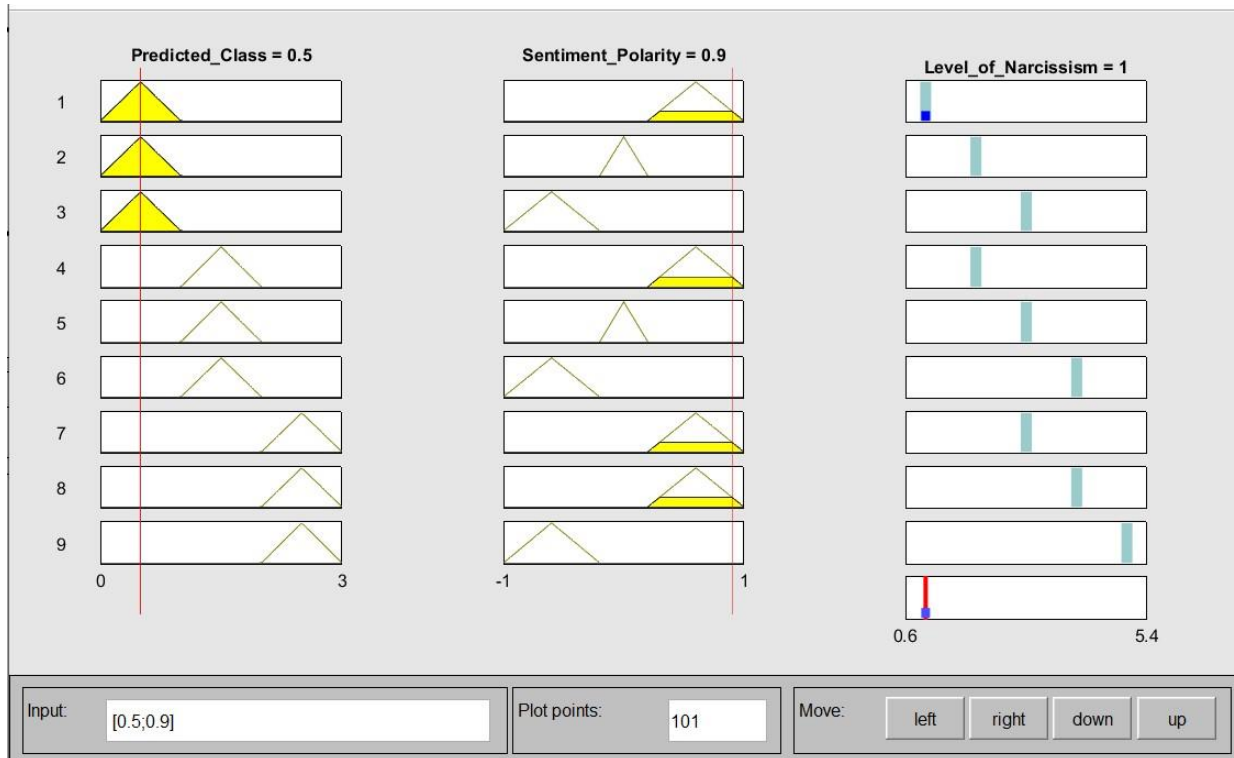 Predicted_Class = 0.5
Sentiment_Polarity = 0.9
Level_of_Narcissism = 1
1
2
3
4
5
6
7
8
9
0 3
-1 1
0.6 5.4
Input:
[0.5;0.9]
Plot points:
101
Move:
left
right
down
up